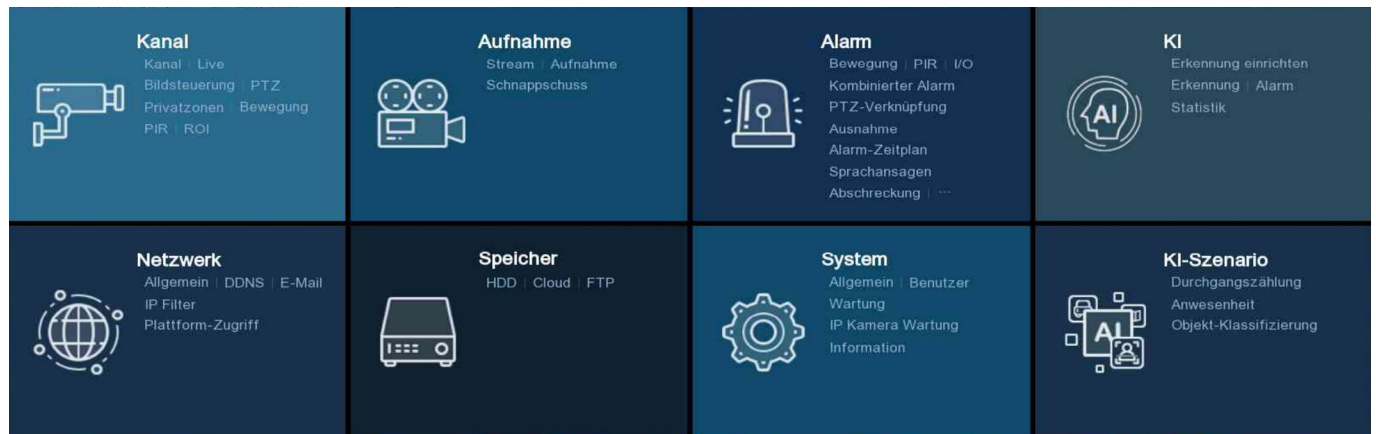 Kanal
Kanal | Live
Bildsteuerung | PTZ
Privatzonen | Bewegung
PIR | ROI
Aufnahme
Stream | Aufnahme
Schnappschuss
Alarm
Bewegung | PIR | I/O
Kombinierter Alarm
PTZ-Verknüpfung
Ausnahme
Alarm-Zeitplan
Sprachansagen
Abschreckung | ...
KI
Erkennung einrichten
Erkennung | Alarm
Statistik
AI
Netzwerk
Allgemein | DDNS | E-Mail
IP Filter
Plattform-Zugriff
Speicher
HDD | Cloud | FTP
System
Allgemein | Benutzer
Wartung
IP Kamera Wartung
Information
KI-Szenario
Durchgangszählung
Anwesenheit
Objekt-Klassifizierung
AI